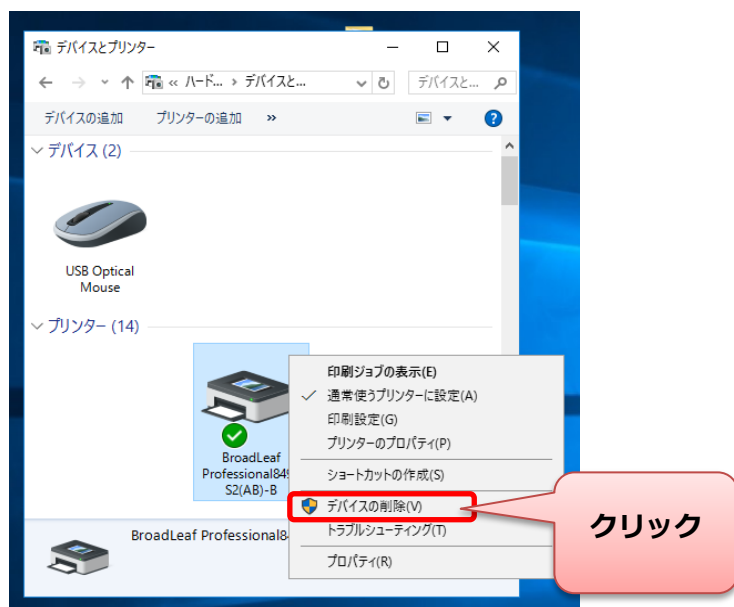 デバイスとプリンター
« ハード... › デバイスと...
デバイスと...
デバイスの追加 プリンターの追加 »
デバイス (2)
USB Optical
Mouse
プリンター (14)
BroadLeaf
Professional849
S2(AB)-B
印刷ジョブの表示(E)
通常使うプリンターに設定(A)
印刷設定(G)
プリンターのプロパティ(P)
ショートカットの作成(S)
デバイスの削除(V)
トラブルシューティング(T)
プロパティ(R)
クリック
BroadLeaf Professional8